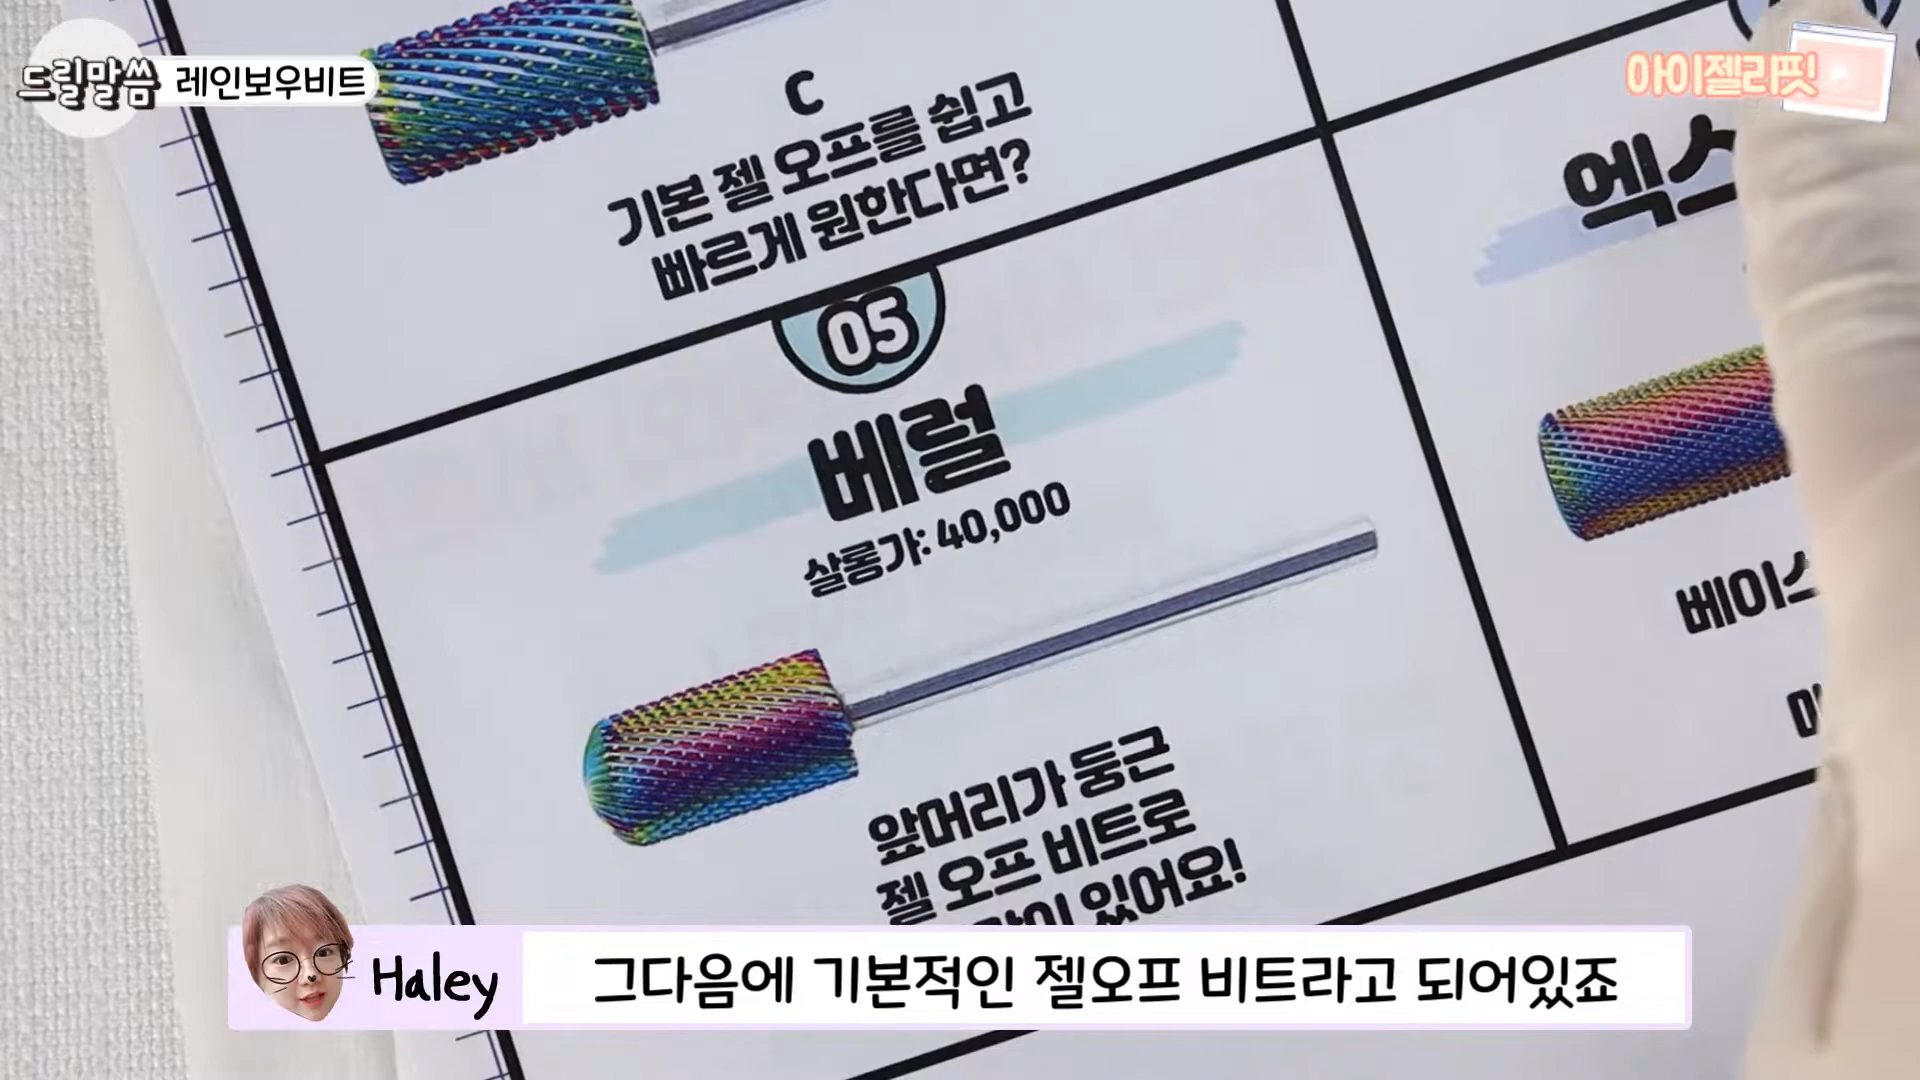 드릴말씀
레인보우비트
아이젤리핏
C
기본 젤 오프를 쉽고
빠르게 원한다면?
05
베럴
살롱가: 40,000
앞머리가 둥근
젤 오프 비트로
있어요!
엑스
베이스
Haley
그다음에 기본적인 젤오프 비트라고 되어있죠